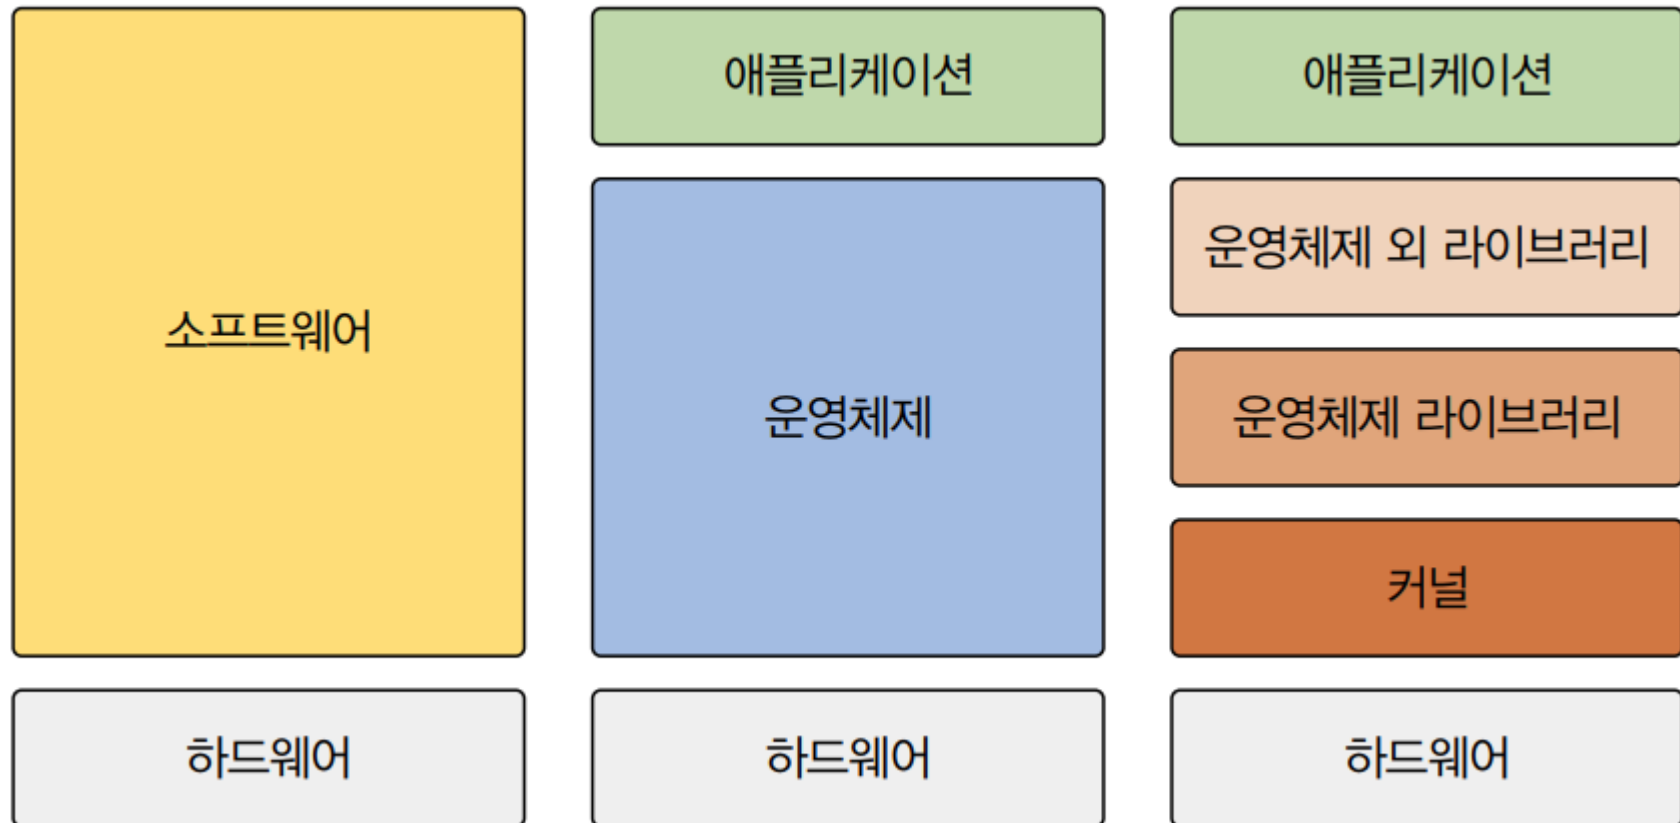 소프트웨어
하드웨어
애플리케이션
운영체제
하드웨어
애플리케이션
운영체제 외 라이브러리
운영체제 라이브러리
커널
하드웨어